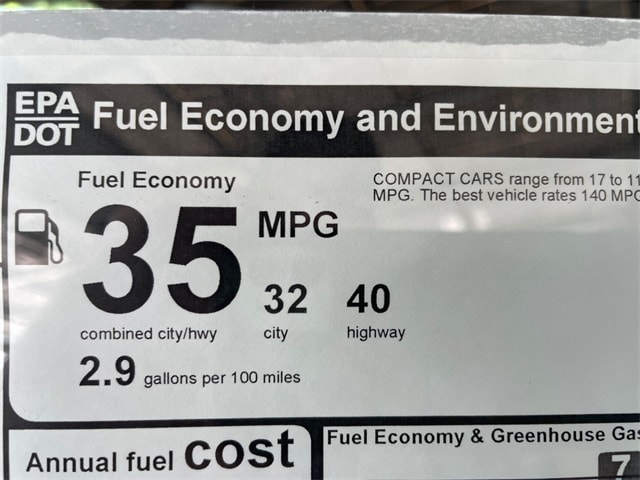 EPA
DOT
Fuel Economy and Environment
Fuel Economy
COMPACT CARS range from 17 to 11
MPG. The best vehicle rates 140 MPG
35 MPG
32 40
combined city/hwy city highway
2.9 gallons per 100 miles
Annual fuel cost
Fuel Economy & Greenhouse Gas
7